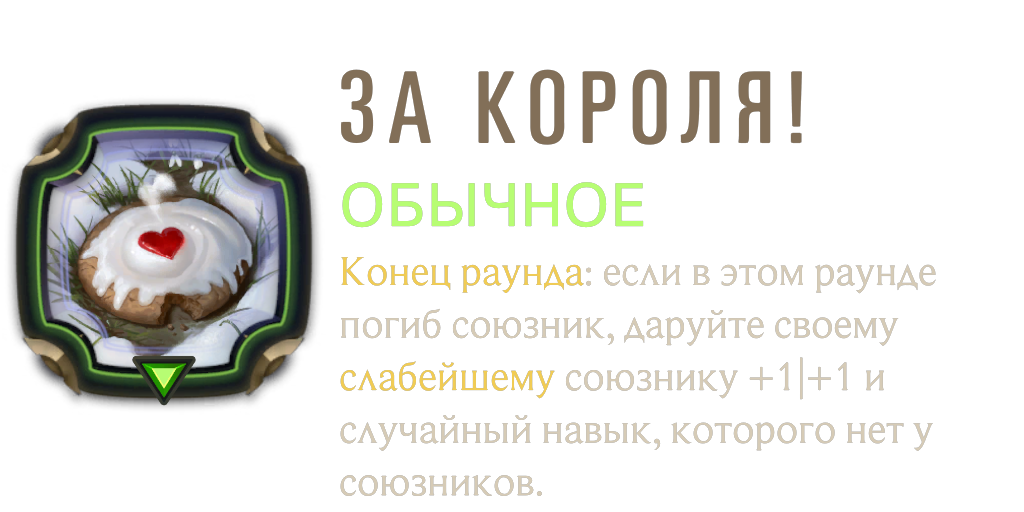 ЗА КОРОЛЯ!
ОБЫЧНОЕ
Конец раунда: если в этом раунде
погиб союзник, даруйте своему
слабейшему союзнику +1|+1 и
случайный навык, которого нет у
союзников.